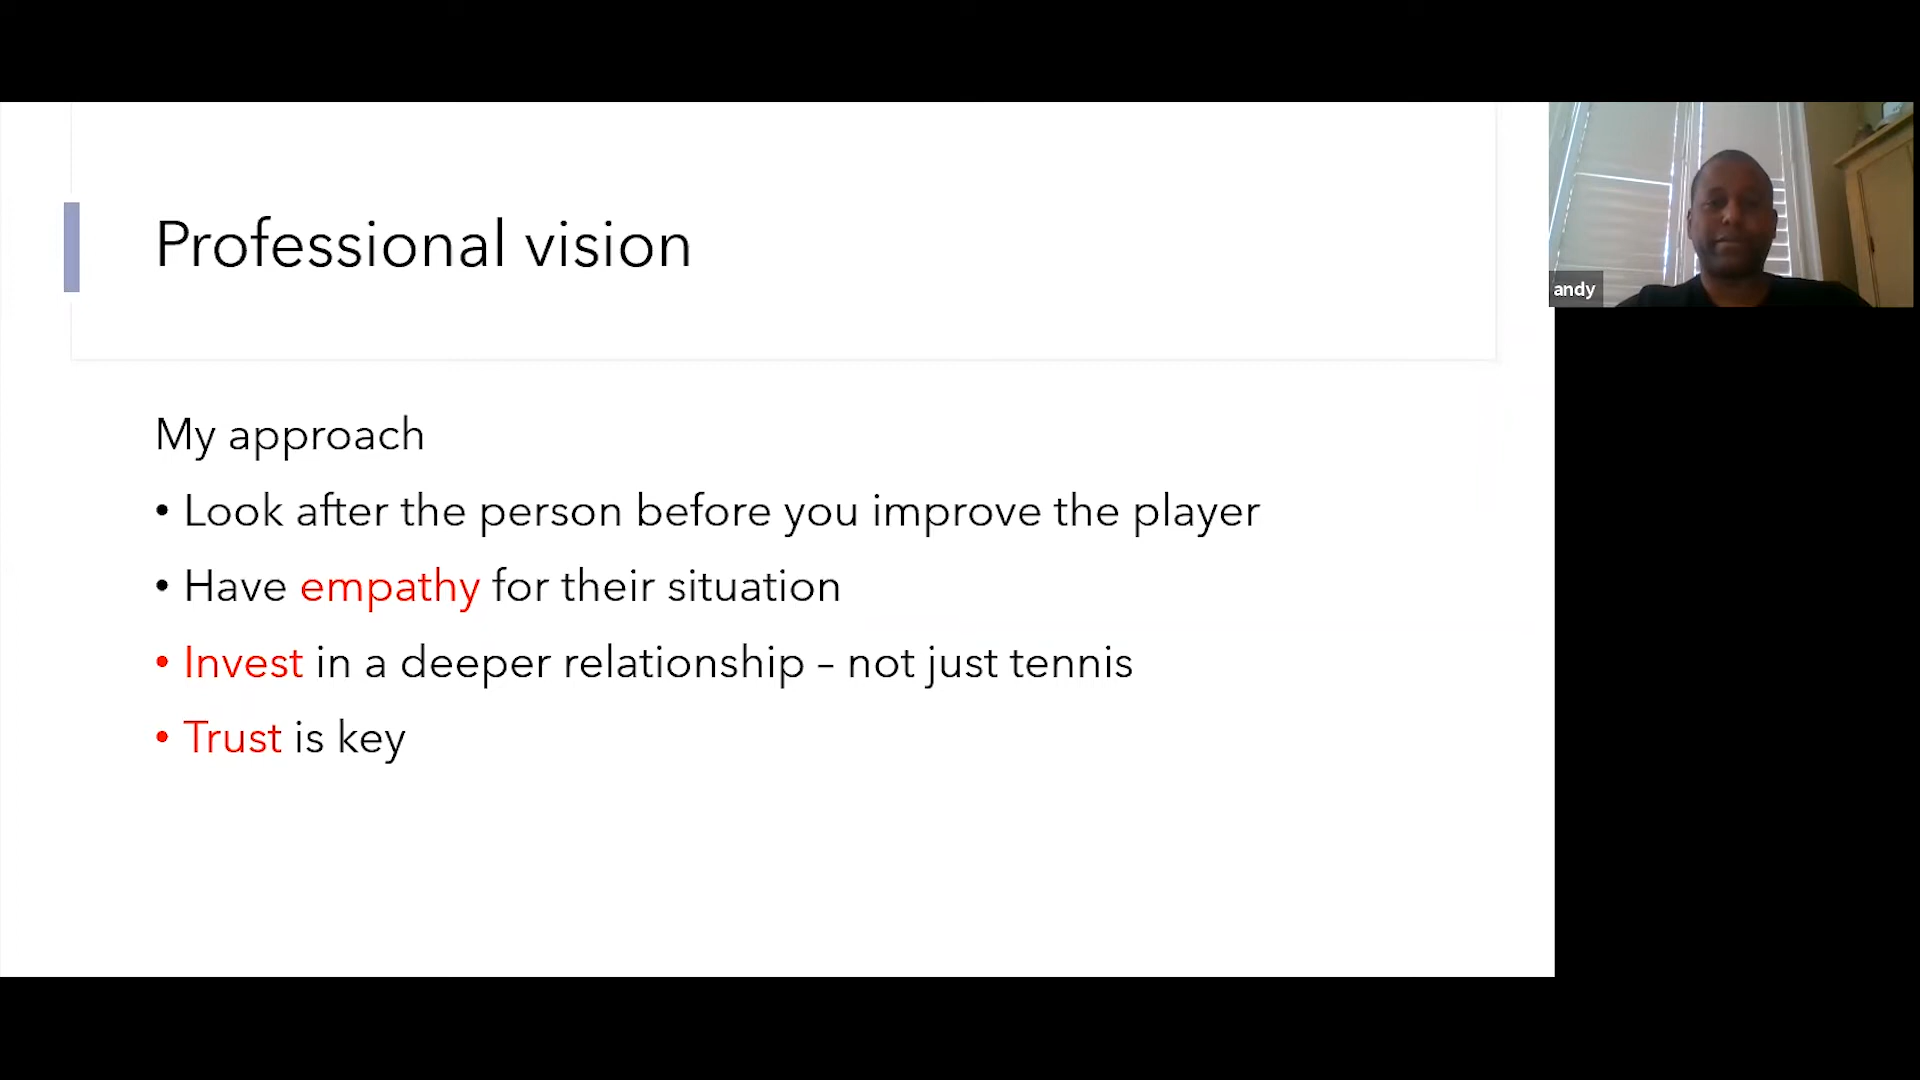 Professional vision
My approach
• Look after the person before you improve the player
• Have empathy for their situation
• Invest in a deeper relationship – not just tennis
• Trust is key
andy